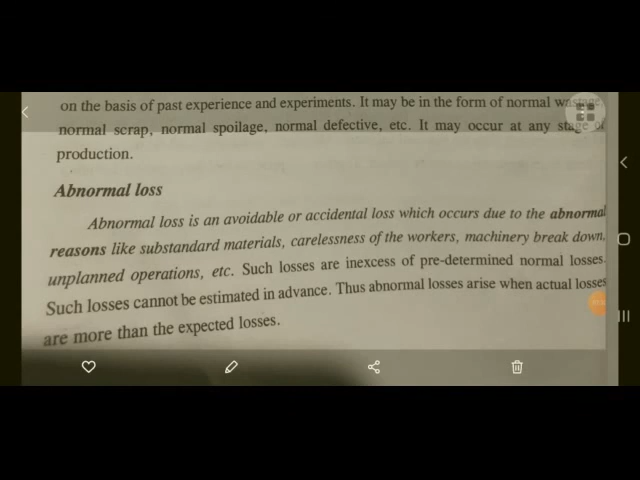 on the basis of past experience and experiments. It may be in the form of normal wastage,
normal scrap, normal spoilage, normal defective, etc. It may occur at any stage of
production.
Abnormal loss
Abnormal loss is an avoidable or accidental loss which occurs due to the abnormal
reasons like substandard materials, carelessness of the workers, machinery break down,
unplanned operations, etc. Such losses are inexcess of pre-determined normal losses.
Such losses cannot be estimated in advance. Thus abnormal losses arise when actual losses
are more than the expected losses.